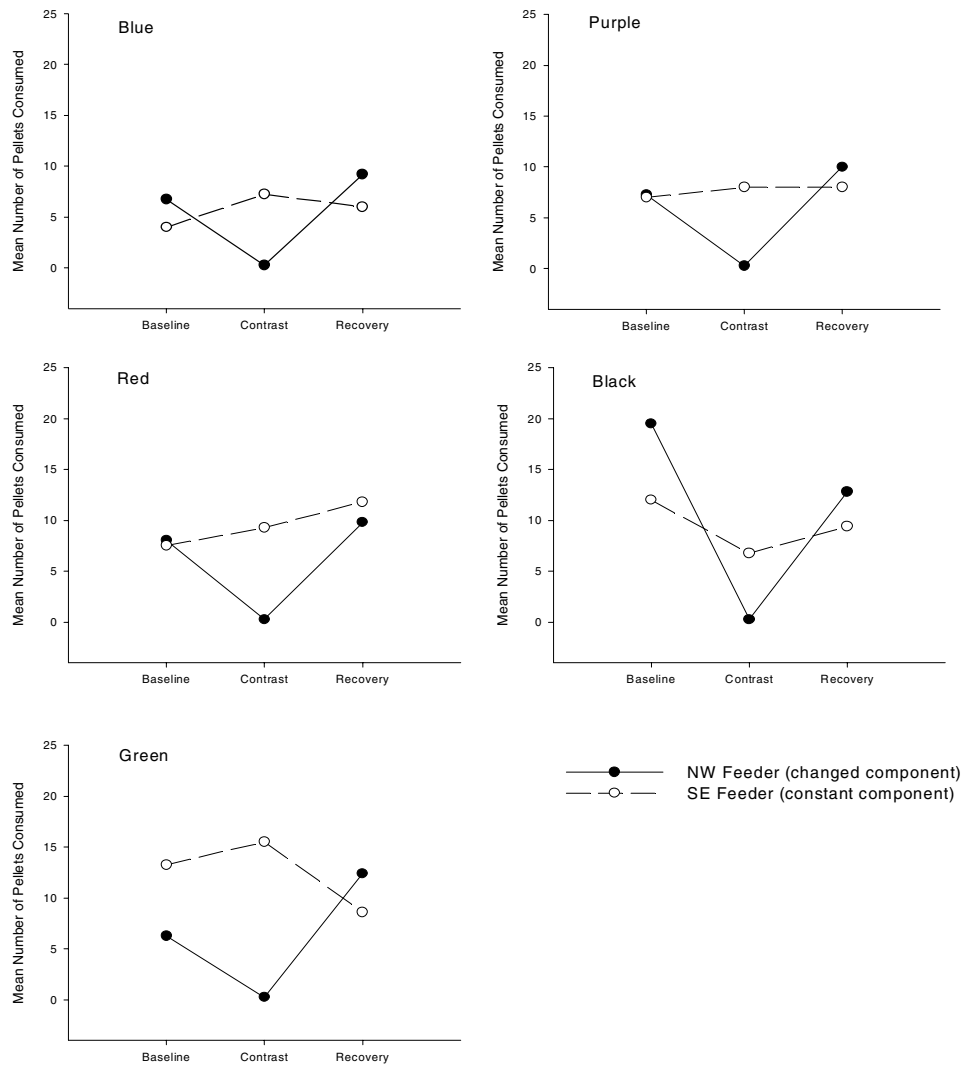 Blue
25
20
15
10
5
0
Mean Number of Pellets Consumed
Baseline Contrast Recovery
Purple
25
20
15
10
5
0
Mean Number of Pellets Consumed
Baseline Contrast Recovery
Red
25
20
15
10
5
0
Mean Number of Pellets Consumed
Baseline Contrast Recovery
Black
25
20
15
10
5
0
Mean Number of Pellets Consumed
Baseline Contrast Recovery
Green
25
20
15
10
5
0
Mean Number of Pellets Consumed
Baseline Contrast Recovery
NW Feeder (changed component)
SE Feeder (constant component)